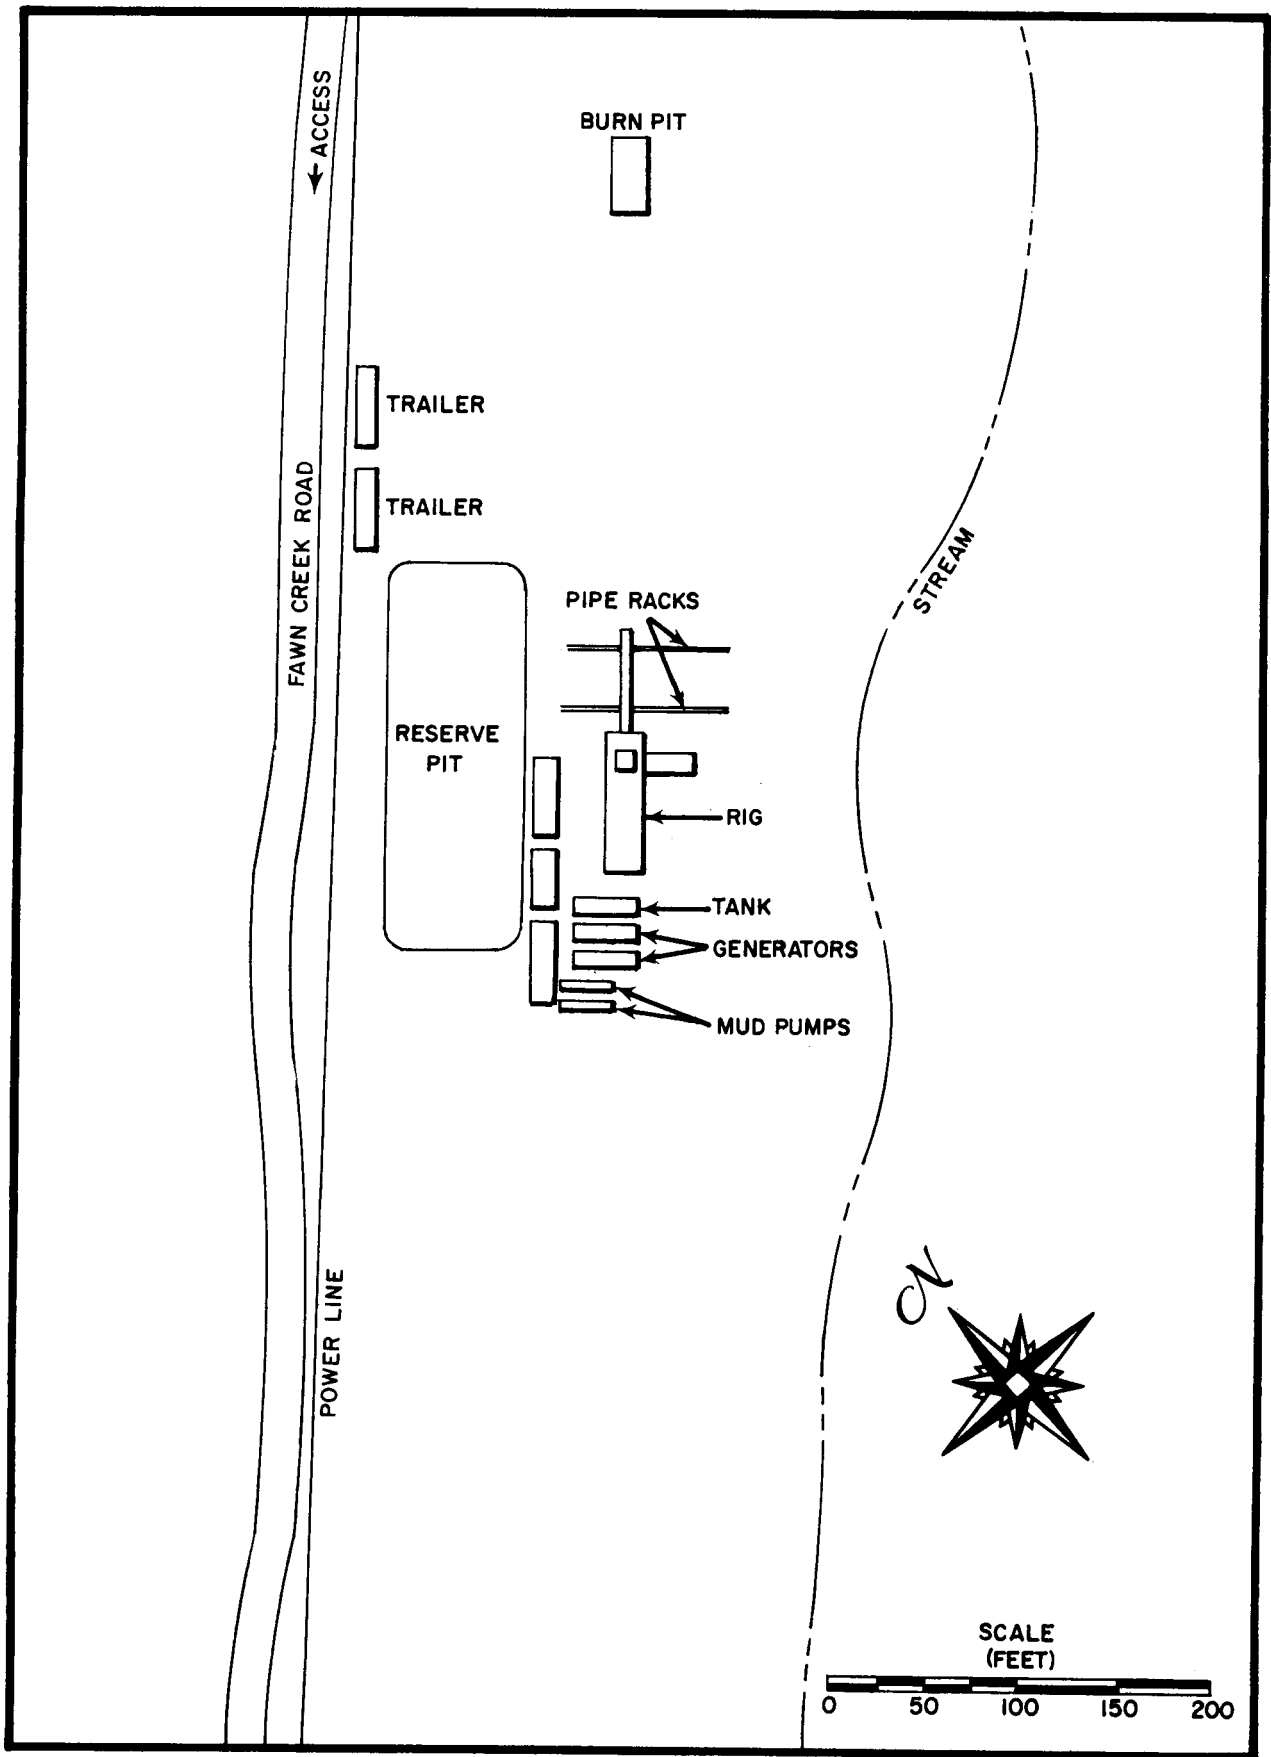 ← ACCESS
BURN PIT
TRAILER
TRAILER
FAWN CREEK ROAD
STREAM
PIPE RACKS
RESERVE
PIT
RIG
TANK
GENERATORS
MUD PUMPS
POWER LINE
N
SCALE
(FEET)
0 50 100 150 200